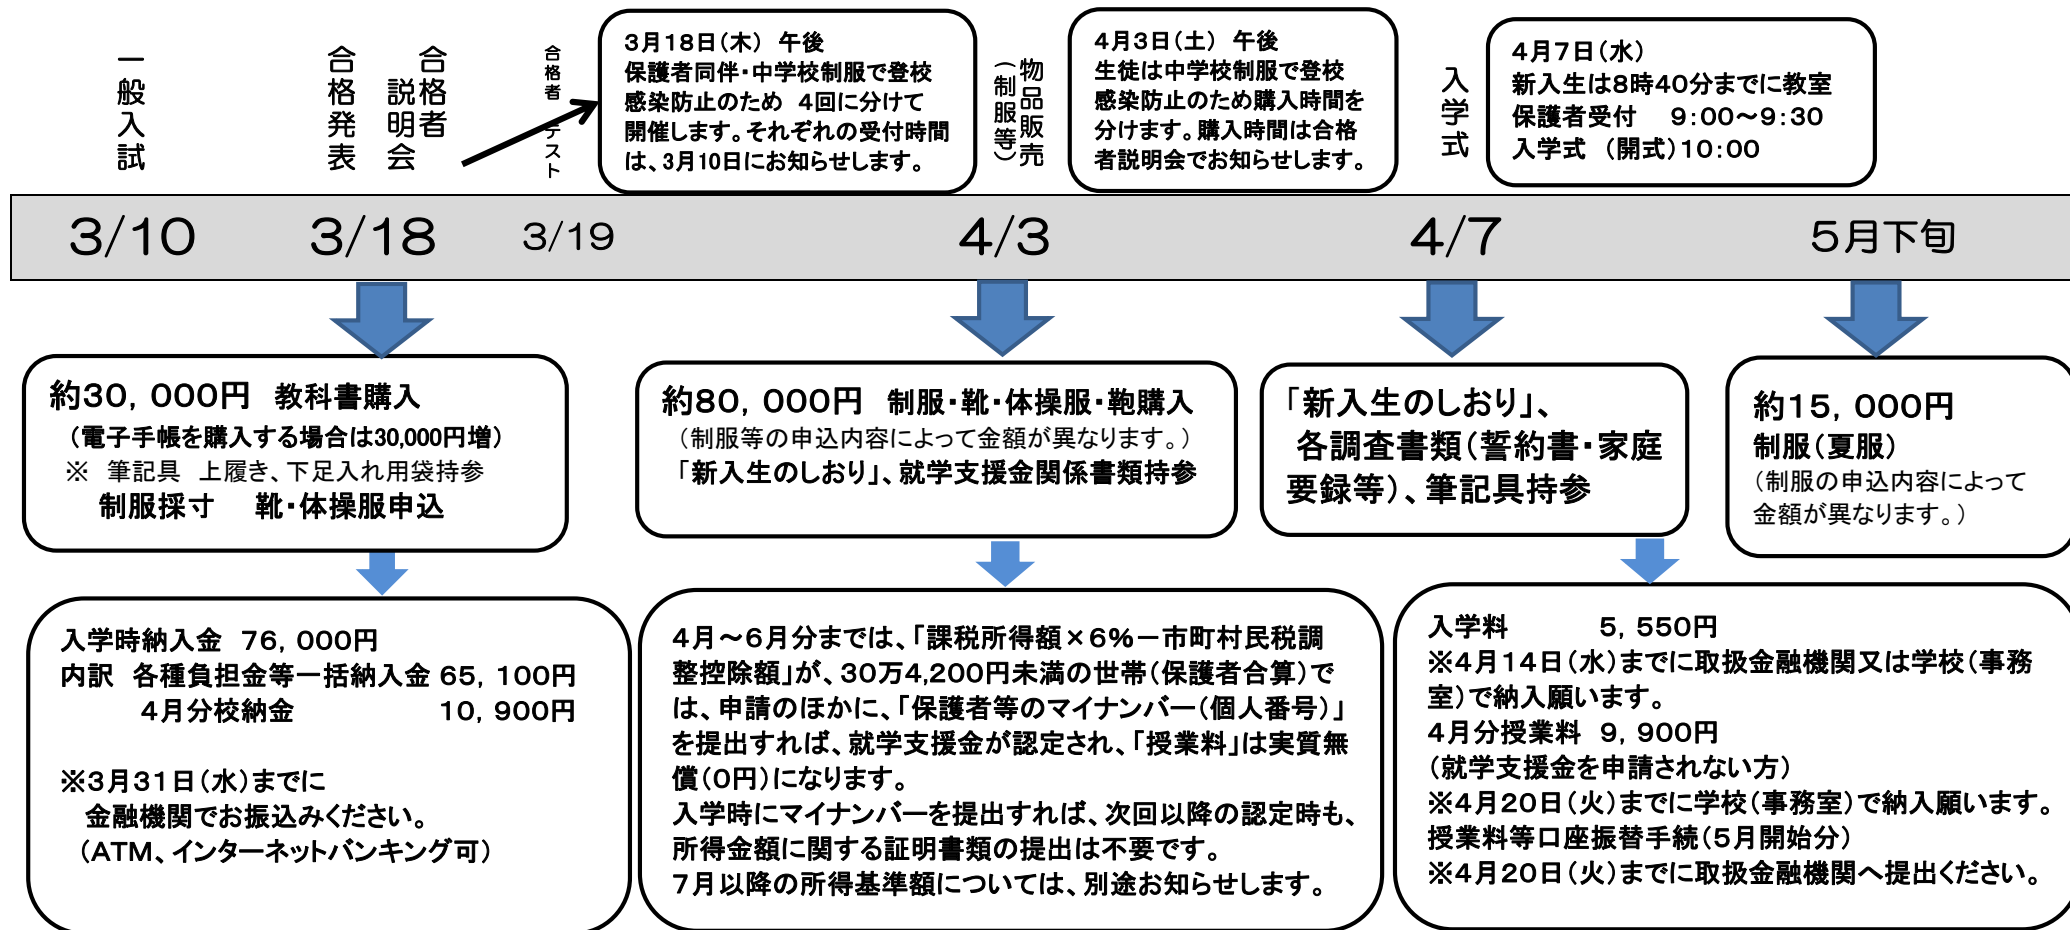 一般入試
合格発表
合格者
説明会
合格者 テスト
3月18日(木) 午後
保護者同伴・中学校制服で登校
感染防止のため 4回に分けて
開催します。それぞれの受付時間
は、3月10日にお知らせします。
物品販売
(制服等)
4月3日(土) 午後
生徒は中学校制服で登校
感染防止のため購入時間を
分けます。購入時間は合格
者説明会でお知らせします。
入学式
4月7日(水)
新入生は8時40分までに教室
保護者受付 9:00~9:30
入学式 (開式)10:00
3/10 3/18 3/19 4/3 4/7 5月下旬
約30,000円 教科書購入
(電子手帳を購入する場合は30,000円増)
※ 筆記具 上履き、下足入れ用袋持参
制服採寸 靴・体操服申込
約80,000円 制服・靴・体操服・鞄購入
(制服等の申込内容によって金額が異なります。)
「新入生のしおり」、就学支援金関係書類持参
「新入生のしおり」、
各調査書類(誓約書・家庭
要録等)、筆記具持参
約15,000円
制服(夏服)
(制服の申込内容によって
金額が異なります。)
入学時納入金 76,000円
内訳 各種負担金等一括納入金 65,100円
4月分校納金 10,900円
※3月31日(水)までに
金融機関でお振込みください。
(ATM、インターネットバンキング可)
4月~6月分までは、「課税所得額×6%-市町村民税調
整控除額」が、30万4,200円未満の世帯(保護者合算)で
は、申請のほかに、「保護者等のマイナンバー(個人番号)」
を提出すれば、就学支援金が認定され、「授業料」は実質無
償(0円)になります。
入学時にマイナンバーを提出すれば、次回以降の認定時も、
所得金額に関する証明書類の提出は不要です。
7月以降の所得基準額については、別途お知らせします。
入学料 5,550円
※4月14日(水)までに取扱金融機関又は学校(事務
室)で納入願います。
4月分授業料 9,900円
(就学支援金を申請されない方)
※4月20日(火)までに学校(事務室)で納入願います。
授業料等口座振替手続(5月開始分)
※4月20日(火)までに取扱金融機関へ提出ください。